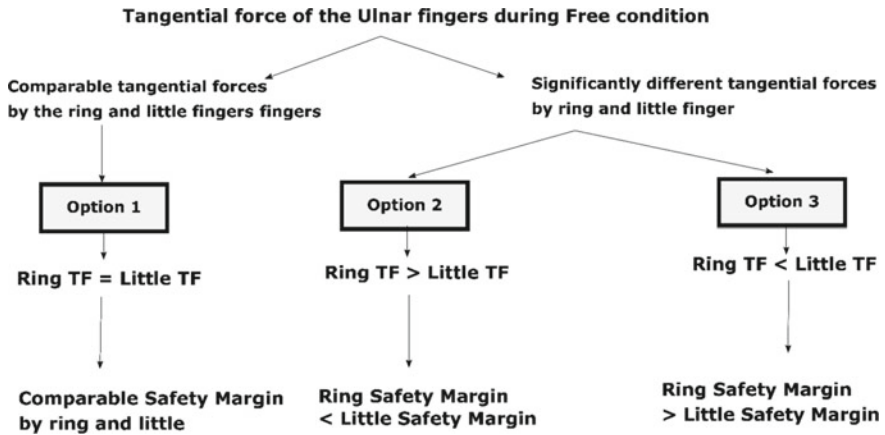 Tangential force of the Ulnar fingers during Free condition
Comparable tangential forces
by the ring and little fingers fingers
Significantly different tangential forces
by ring and little finger
Option 1
Option 2
Option 3
Ring TF = Little TF
Ring TF > Little TF
Ring TF < Little TF
Comparable Safety Margin
by ring and little
Ring Safety Margin
< Little Safety Margin
Ring Safety Margin
> Little Safety Margin